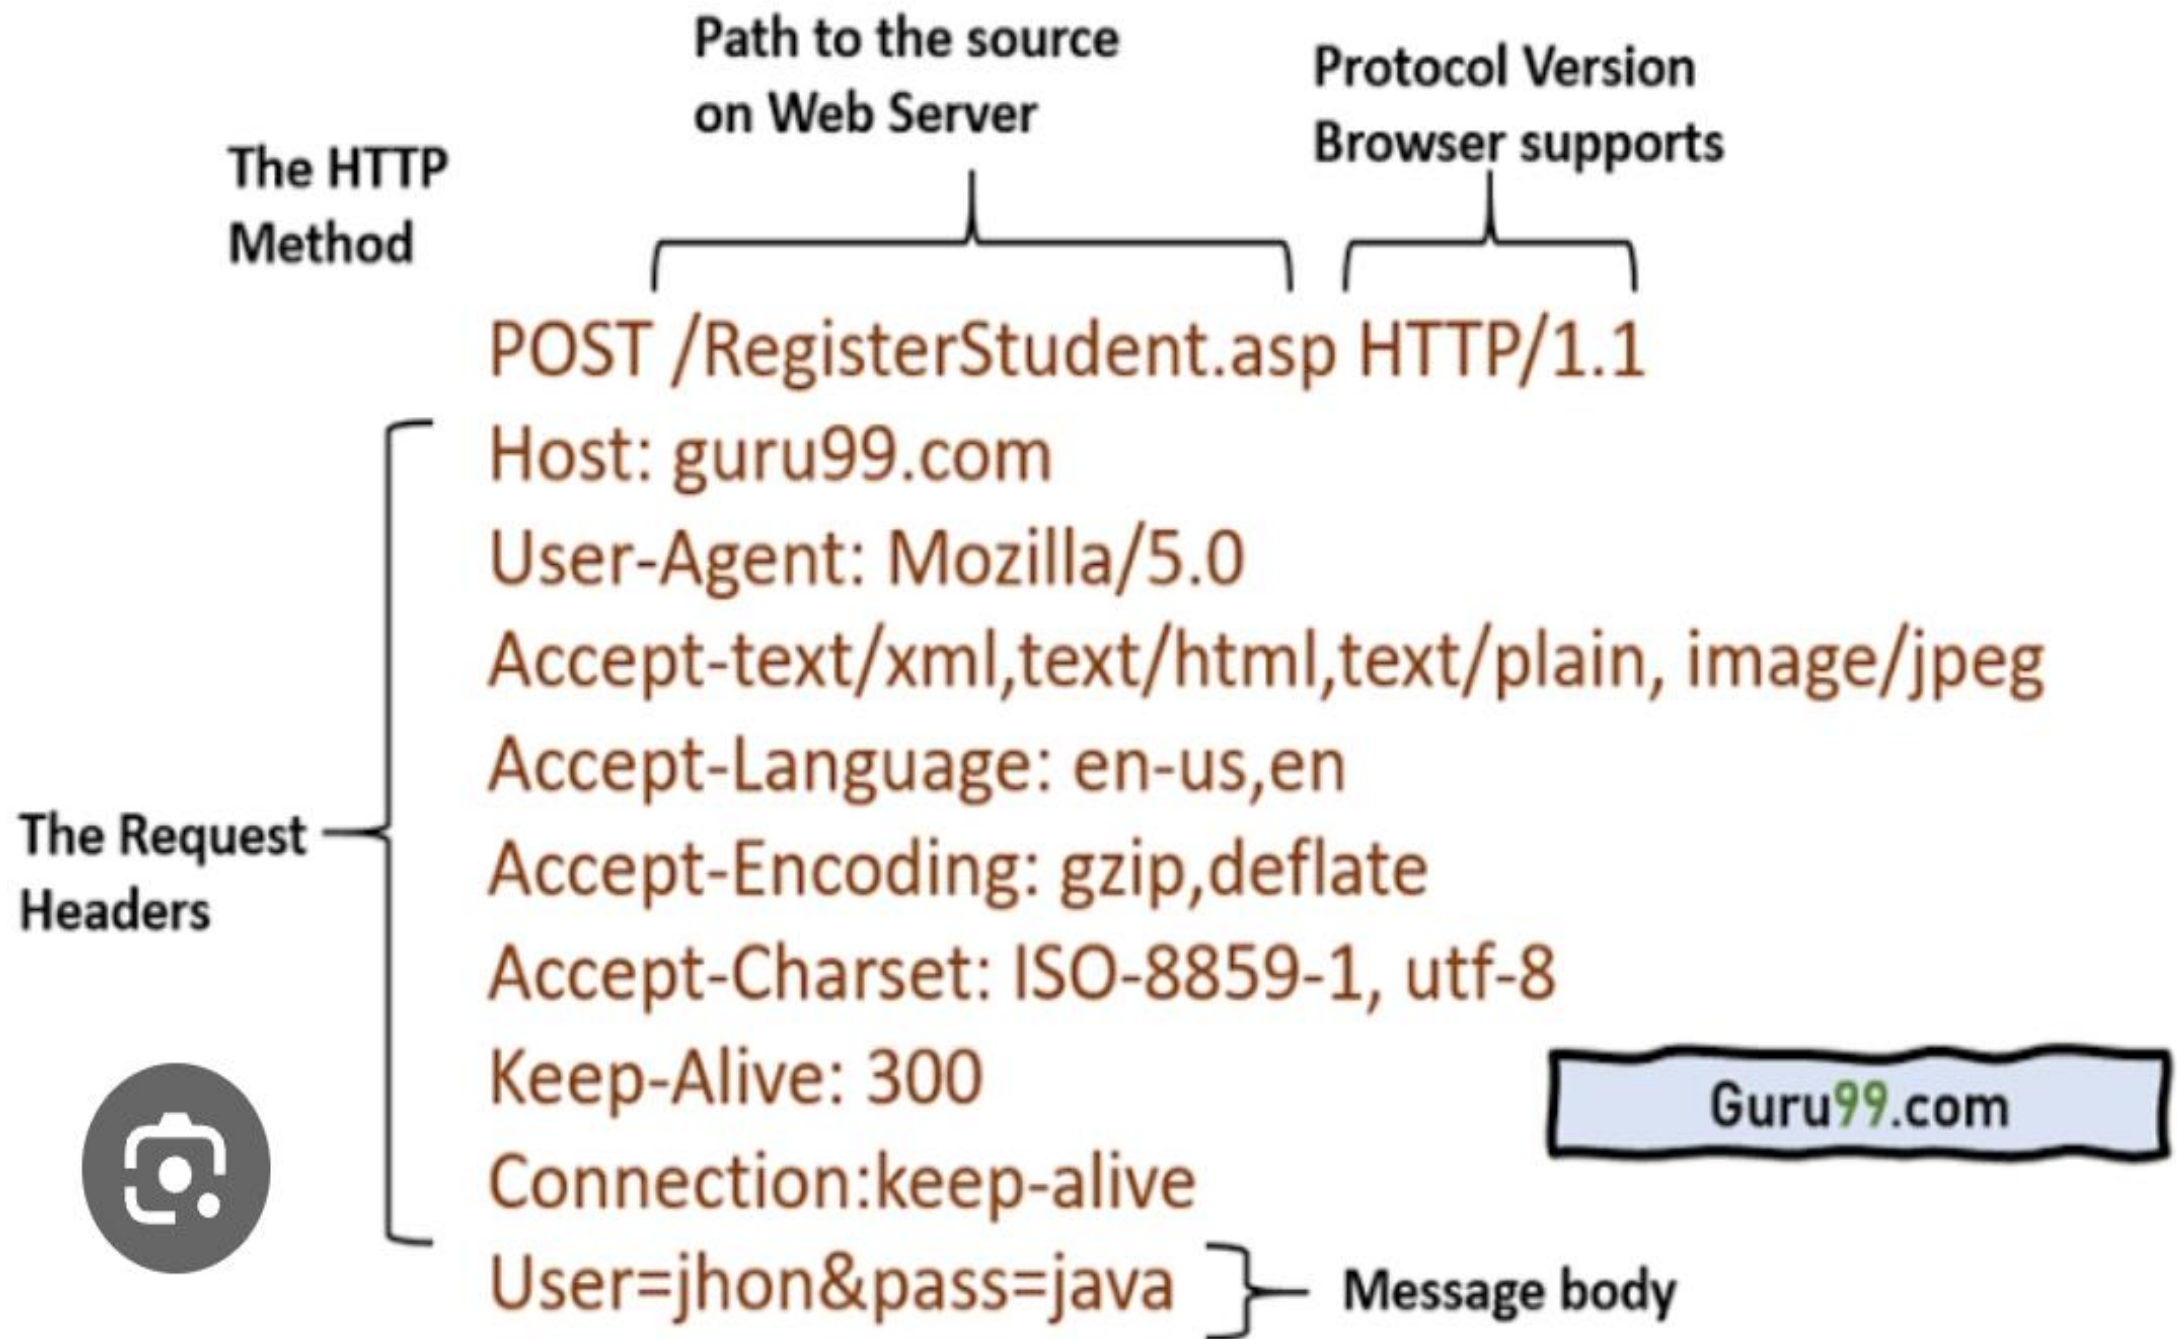 Path to the source
on Web Server
Protocol Version
Browser supports
The HTTP
Method
POST /RegisterStudent.asp HTTP/1.1
Host: guru99.com
User-Agent: Mozilla/5.0
Accept-text/xml,text/html,text/plain, image/jpeg
Accept-Language: en-us,en
Accept-Encoding: gzip,deflate
The Request
Headers
Accept-Charset: ISO-8859-1, utf-8
Keep-Alive: 300
Guru99.com
Connection:keep-alive
User=jhon&pass=java
Message body